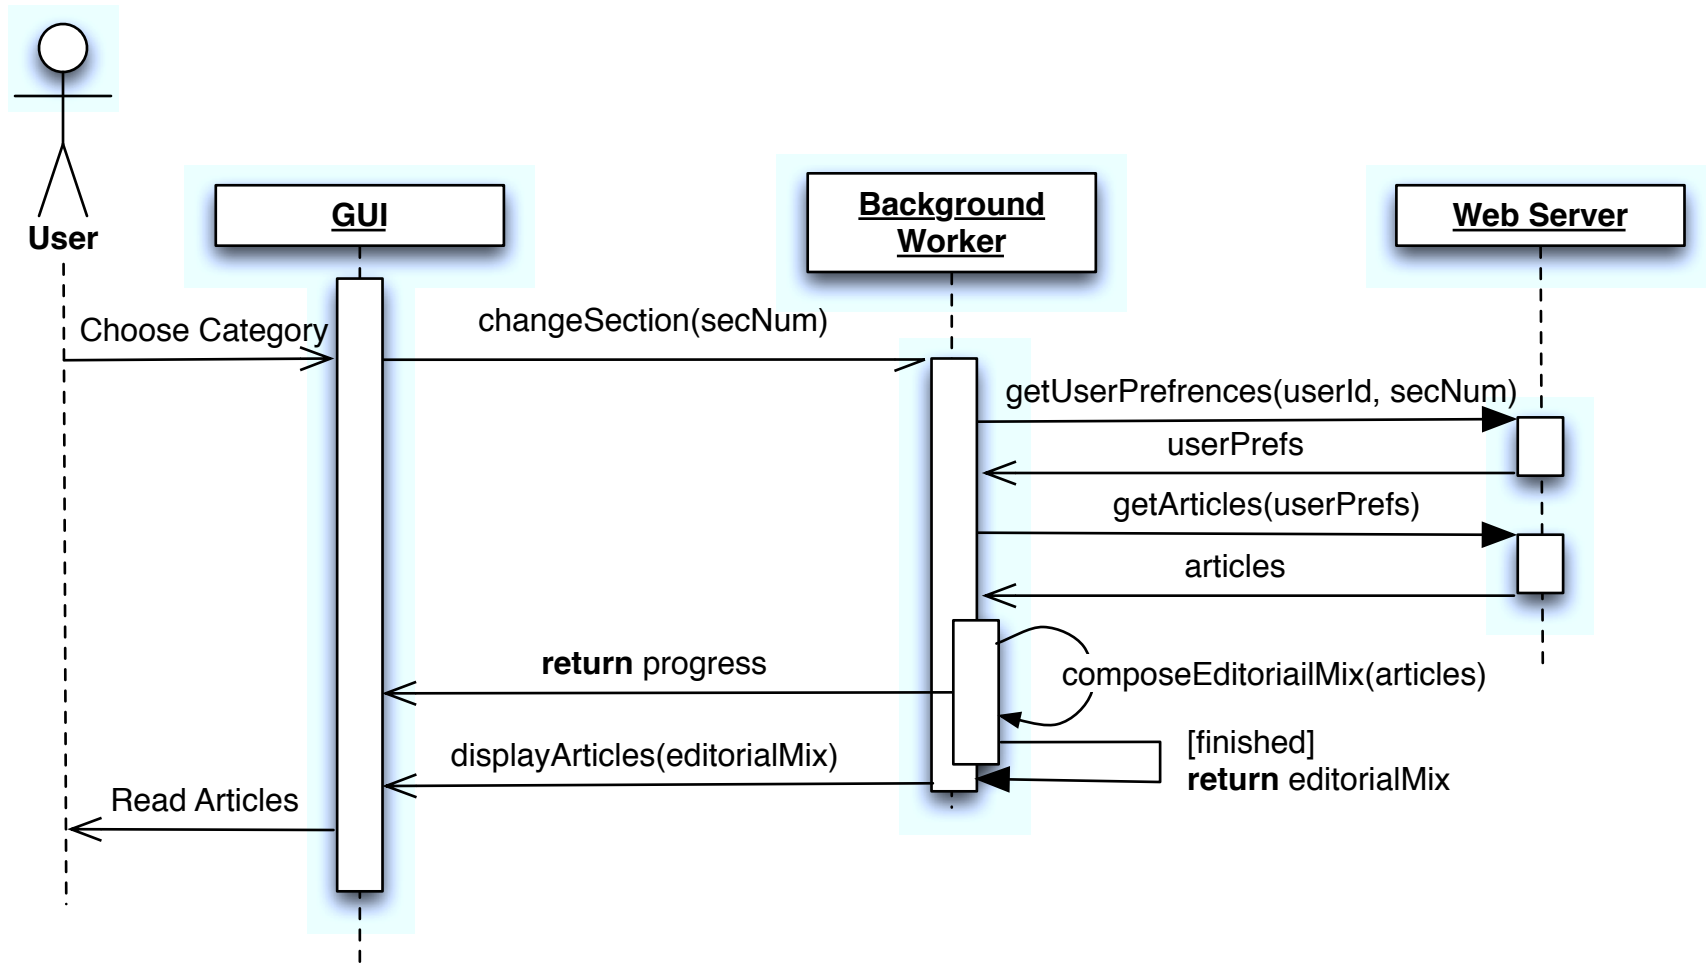 User
GUI
Background
Worker
Web Server
Choose Category
changeSection(secNum)
getUserPrefrences(userId, secNum)
userPrefs
getArticles(userPrefs)
articles
composeEditoriailMix(articles)
return progress
[finished]
return editorialMix
displayArticles(editorialMix)
Read Articles